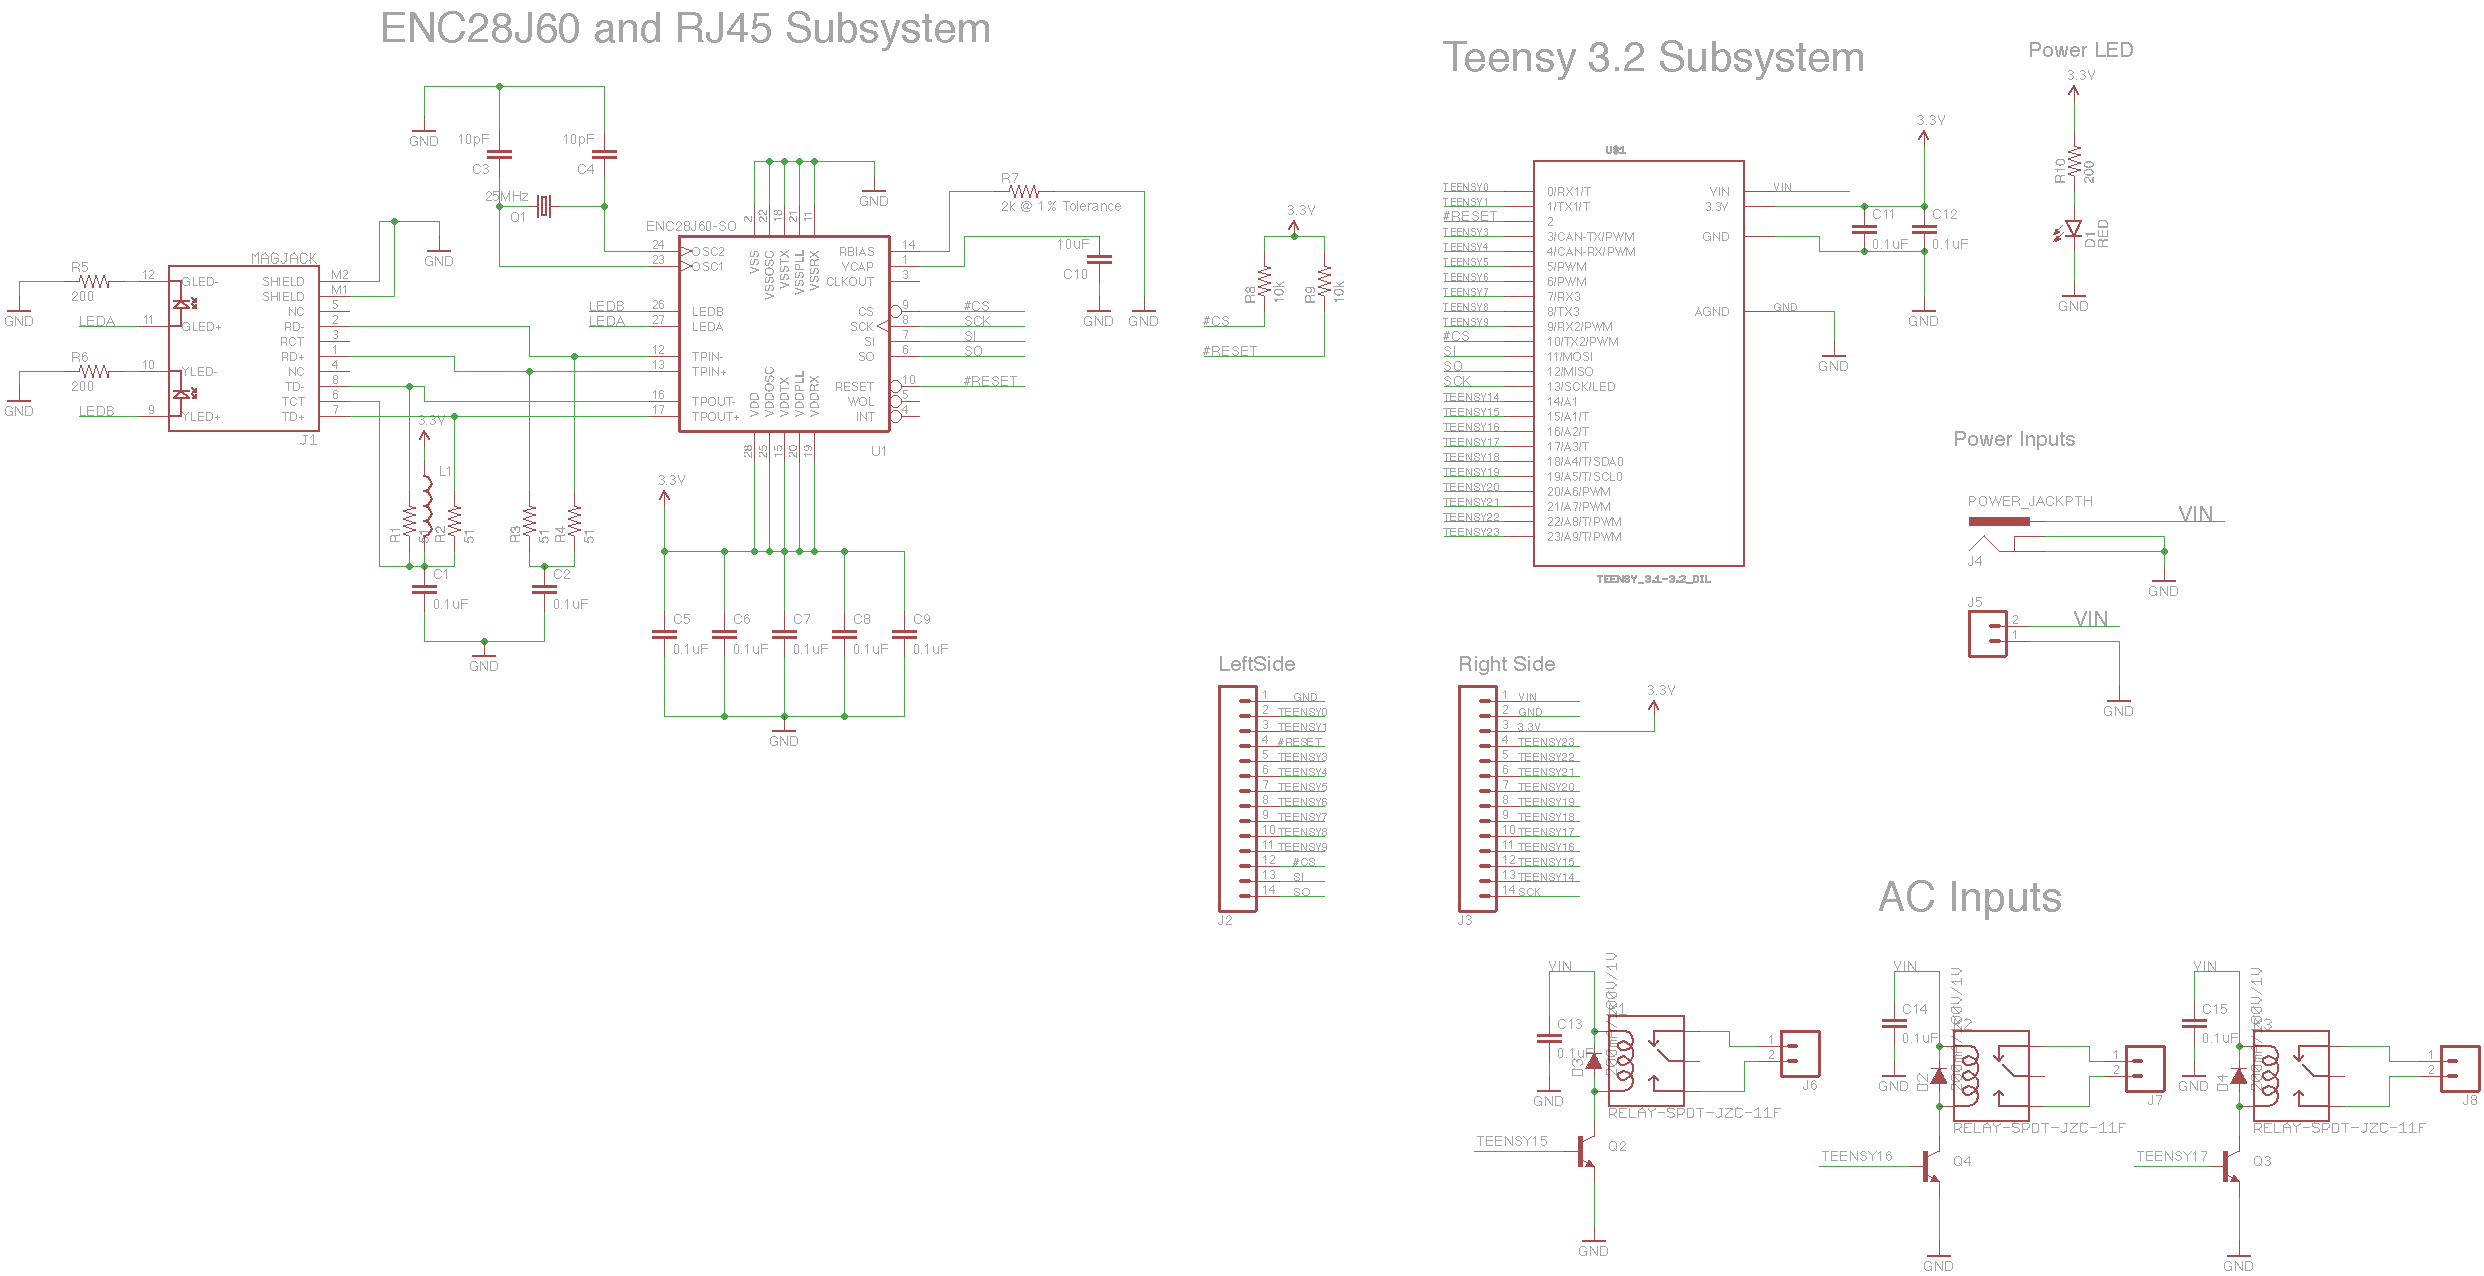 ENC28J60 and RJ45 Subsystem
GND
10pF
C3
10pF
C4
25MHz
Q1
GND
MAGJACK
R5
200
GND
LEDA
R6
200
GND
LEDB
12
11
10
9
GLED-
GLED+
YLED-
YLED+
SHIELD
SHIELD
NC
RD-
RCT
RD+
NC
TD-
TCT
TD+
M2
M1
5
2
3
1
4
8
6
7
J1
3.3V
L1
R1
51
R2
51
R3
51
R4
51
C1
0.1uF
C2
0.1uF
GND
ENC28J60-SO
2
22
18
21
11
GND
VSS
VSSOSC
VSSTX
VSSPLL
VSSRX
24
23
LEDB
26
LEDA
27
12
13
16
17
OSC2
OSC1
LEDB
LEDA
TPIN-
TPIN+
TPOUT-
TPOUT+
RBIAS
VCAP
CLKOUT
CS
SCK
SI
SO
RESET
WOL
INT
14
1
3
9
#CS
8
SCK
7
SI
6
SO
10
#RESET
5
4
VDD
VDDOSC
VDDTX
VDDPLL
VDDRX
28
25
15
20
19
U1
R7
2k @ 1% Tolerance
10uF
C10
GND
GND
3.3V
R8
10k
R9
10k
#CS
#RESET
3.3V
C5
0.1uF
C6
0.1uF
C7
0.1uF
C8
0.1uF
C9
0.1uF
GND
Teensy 3.2 Subsystem
U$1
TEENSY0
TEENSY1
#RESET
TEENSY3
TEENSY4
TEENSY5
TEENSY6
TEENSY7
TEENSY8
TEENSY9
#CS
SI
SO
SCK
TEENSY14
TEENSY15
TEENSY16
TEENSY17
TEENSY18
TEENSY19
TEENSY20
TEENSY21
TEENSY22
TEENSY23
0/RX1/T
1/TX1/T
2
3/CAN-TX/PWM
4/CAN-RX/PWM
5/PWM
6/PWM
7/RX3
8/TX3
9/RX2/PWM
10/TX2/PWM
11/MOSI
12/MISO
13/SCK/LED
14/A1
15/A1/T
16/A2/T
17/A3/T
18/A4/T/SDA0
19/A5/T/SCL0
20/A6/PWM
21/A7/PWM
22/A8/T/PWM
23/A9/T/PWM
VIN
3.3V
GND
AGND
VIN
3.3V
C11
0.1uF
C12
0.1uF
GND
GND
GND
TEENSY_3.1-3.2_DIL
Power LED
3.3V
R10
200
D1
RED
GND
Power Inputs
POWER_JACKPTH
VIN
J4
GND
J5
2
1
VIN
GND
LeftSide
1 GND
2 TEENSY0
3 TEENSY1
4 #RESET
5 TEENSY3
6 TEENSY4
7 TEENSY5
8 TEENSY6
9 TEENSY7
10 TEENSY8
11 TEENSY9
12 #CS
13 SI
14 SO
J2
Right Side
1 VIN
2 GND
3 3.3V
4 TEENSY23
5 TEENSY22
6 TEENSY21
7 TEENSY20
8 TEENSY19
9 TEENSY18
10 TEENSY17
11 TEENSY16
12 TEENSY15
13 TEENSY14
14 SCK
J3
3.3V
AC Inputs
VIN
C13
0.1uF
GND
D3
RELAY-SPDT-JZC-11F
1
2
J6
TEENSY15
Q2
GND
VIN
C14
0.1uF
GND
D2
RELAY-SPDT-JZC-11F
1
2
J7
TEENSY16
Q4
GND
VIN
C15
0.1uF
GND
D4
RELAY-SPDT-JZC-11F
1
2
J8
TEENSY17
Q3
GND